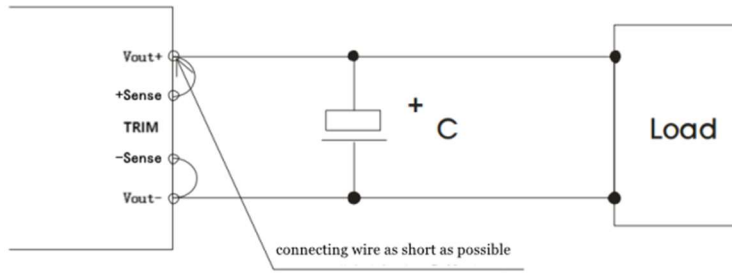 Vout+
+Sense
TRIM
−Sense
Vout-
+
C
Load
connecting wire as short as possible